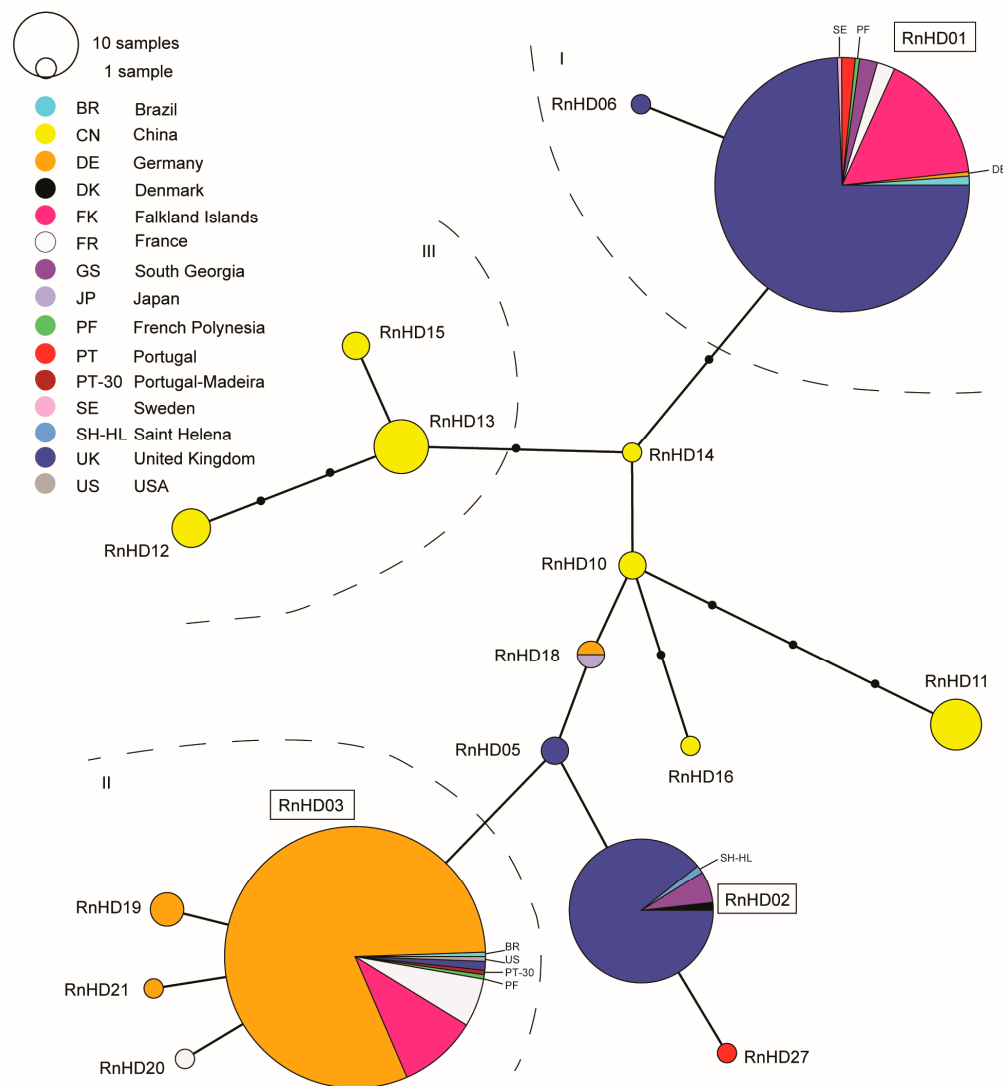 10 samples
1 sample
BR Brazil
CN China
DE Germany
DK Denmark
FK Falkland Islands
FR France
GS South Georgia
JP Japan
PF French Polynesia
PT Portugal
PT-30 Portugal-Madeira
SE Sweden
SH-HL Saint Helena
UK United Kingdom
US USA
I
SE PF
RnHD01
RnHD06
DE
III
RnHD15
RnHD13
RnHD14
RnHD12
RnHD10
RnHD18
RnHD11
RnHD05
RnHD16
II
RnHD03
SH-HL
RnHD02
RnHD19
BR
US
PT-30
PF
RnHD21
RnHD20
RnHD27